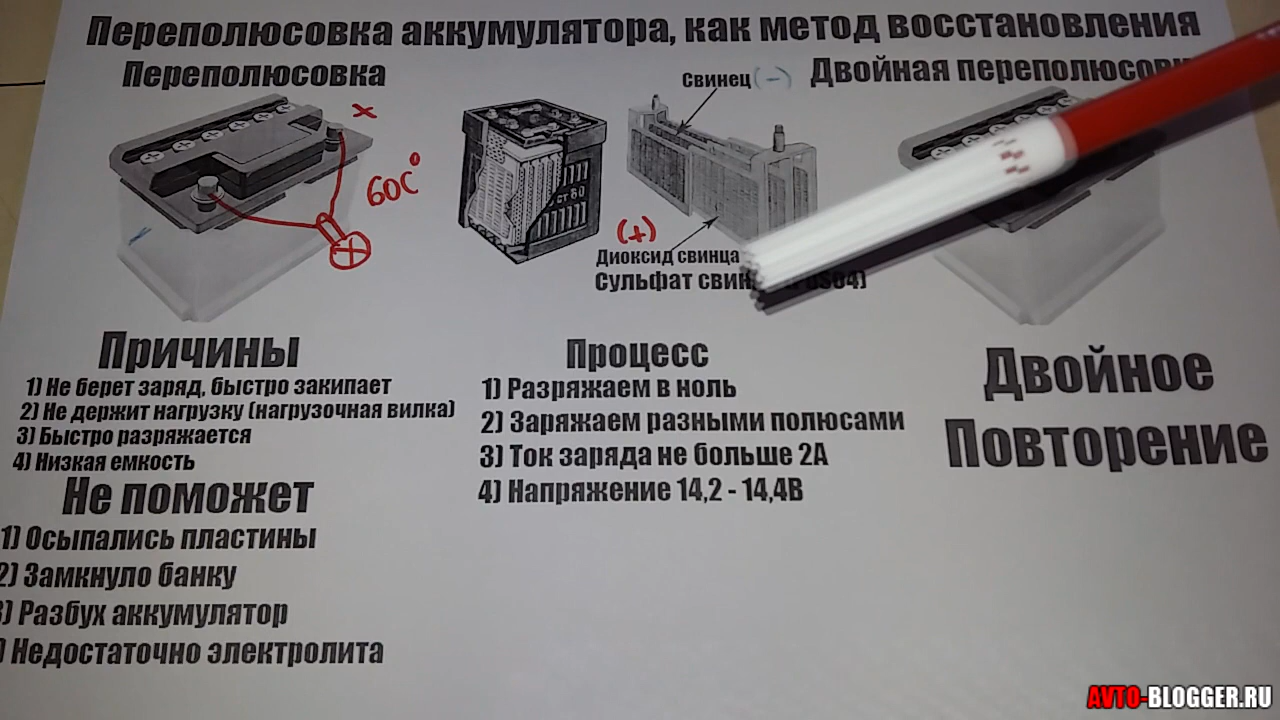 Переполюсовка аккумулятора, как метод восстановления
Переполюсовка
Свинец (-)
Двойная
60С°
СТ 60
(+)
Диоксид свинца
Сульфат
Причины
1) Не берет заряд, быстро закипает
2) Не держит нагрузку (нагрузочная вилка)
3) Быстро разряжается
4) Низкая емкость
Не поможет
1) Осыпались пластины
2) Замкнуло банку
3) Разбух аккумулятор
) Недостаточно электролита
Процесс
1) Разряжаем в ноль
2) Заряжаем разными полюсами
3) Ток заряда не больше 2А
4) Напряжение 14,2 - 14,4В
Двойное
Повторение
AVTO-BLOGGER.RU